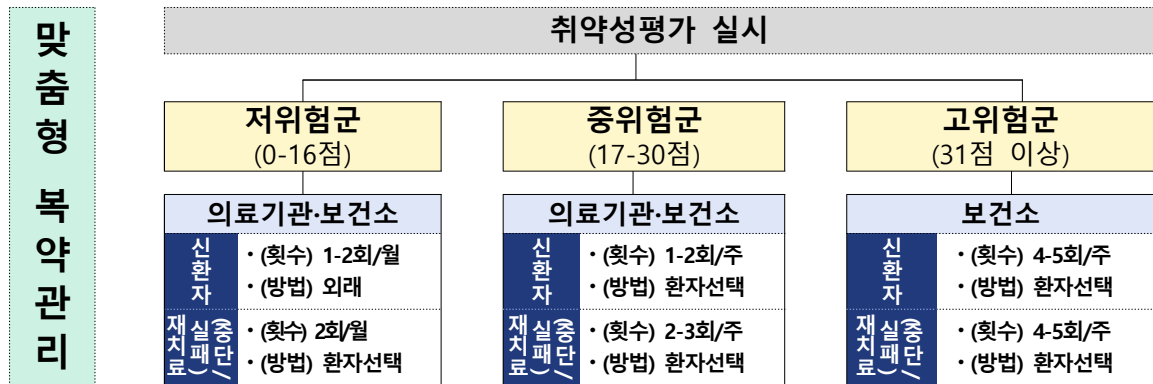 맞춤형 복약관리
취약성평가 실시
저위험군
(0-16점)
중위험군
(17-30점)
고위험군
(31점 이상)
의료기관·보건소
신환자
· (횟수) 1-2회/월
· (방법) 외래
재치료
(중단/실패)
· (횟수) 2회/월
· (방법) 환자선택
의료기관·보건소
신환자
· (횟수) 1-2회/주
· (방법) 환자선택
재치료
(중단/실패)
· (횟수) 2-3회/주
· (방법) 환자선택
보건소
신환자
· (횟수) 4-5회/주
· (방법) 환자선택
재치료
(중단/실패)
· (횟수) 4-5회/주
· (방법) 환자선택